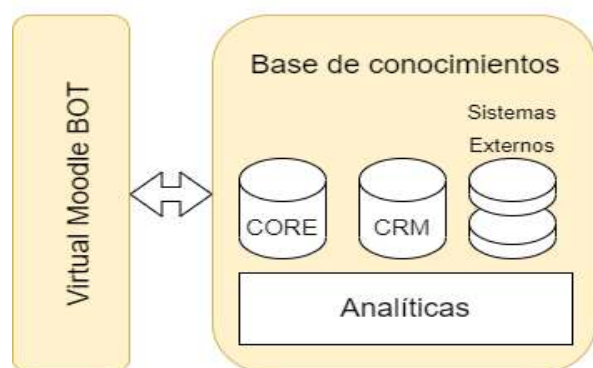 Virtual Moodle BOT
Base de conocimientos
Sistemas
Externos
CORE
CRM
Analíticas